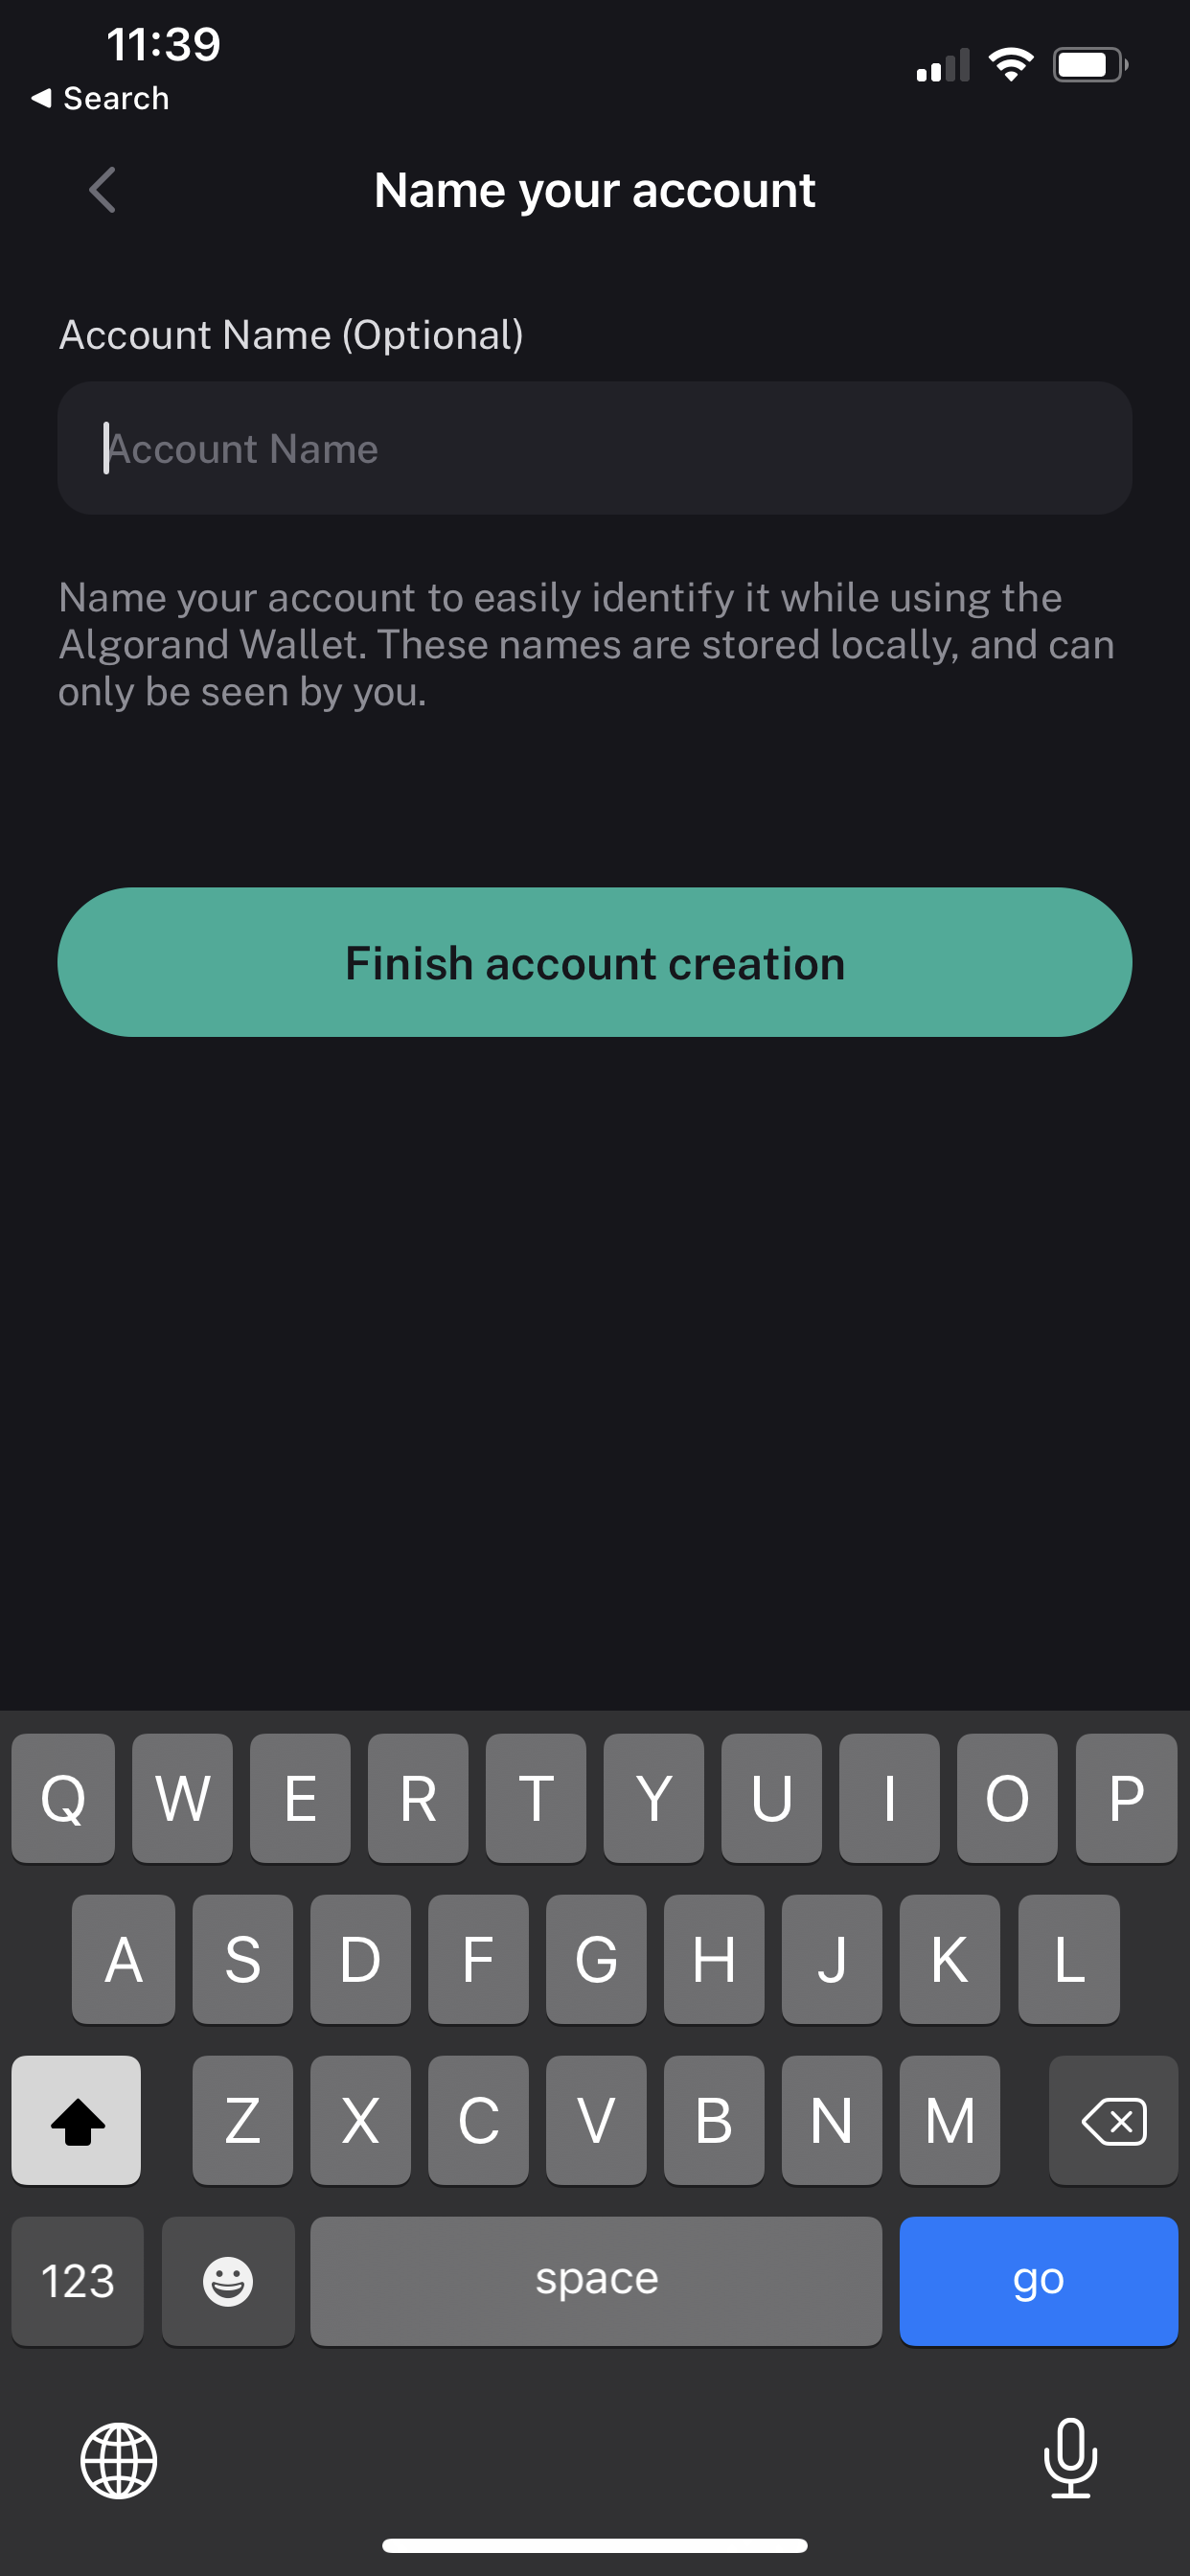 11:39
Search
Name your account
Account Name (Optional)
Account Name
Name your account to easily identify it while using the
Algorand Wallet. These names are stored locally, and can
only be seen by you.
Finish account creation
Q W E R T Y U I O P
A S D F G H J K L
Z X C V B N M
123 space go